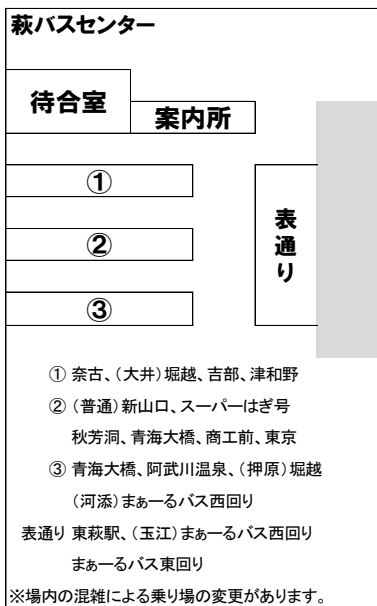 萩バスセンター
待合室
案内所
①
表通り
②
③
① 奈古、（大井）堀越、吉部、津和野
② （普通）新山口、スーパーはぎ号
秋芳洞、青海大橋、商工前、東京
③ 青海大橋、阿武川温泉、（押原）堀越
（河添）まぁーるバス西回り
表通り 東萩駅、（玉江）まぁーるバス西回り
まぁーるバス東回り
※場内の混雑による乗り場の変更があります。